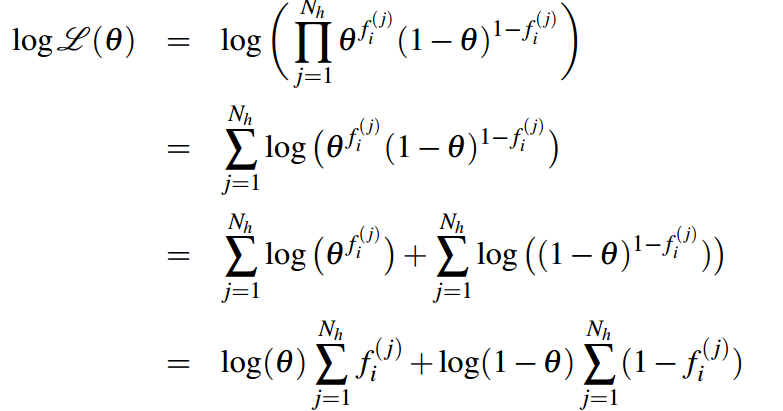 log ℒ(θ) = log ( ∏_{j=1}^{N_h} θ^{f_i^{(j)}} (1 − θ)^{1−f_i^{(j)}} )
= ∑_{j=1}^{N_h} log ( θ^{f_i^{(j)}} (1 − θ)^{1−f_i^{(j)}} )
= ∑_{j=1}^{N_h} log ( θ^{f_i^{(j)}} ) + ∑_{j=1}^{N_h} log ( (1 − θ)^{1−f_i^{(j)}} ) )
= log(θ) ∑_{j=1}^{N_h} f_i^{(j)} + log(1 − θ) ∑_{j=1}^{N_h} (1 − f_i^{(j)})